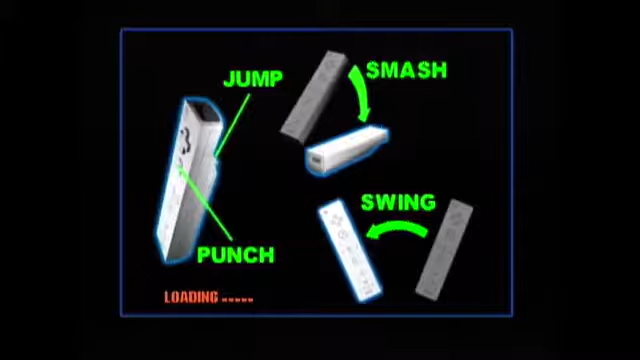 JUMP
SMASH
SWING
PUNCH
LOADING .....